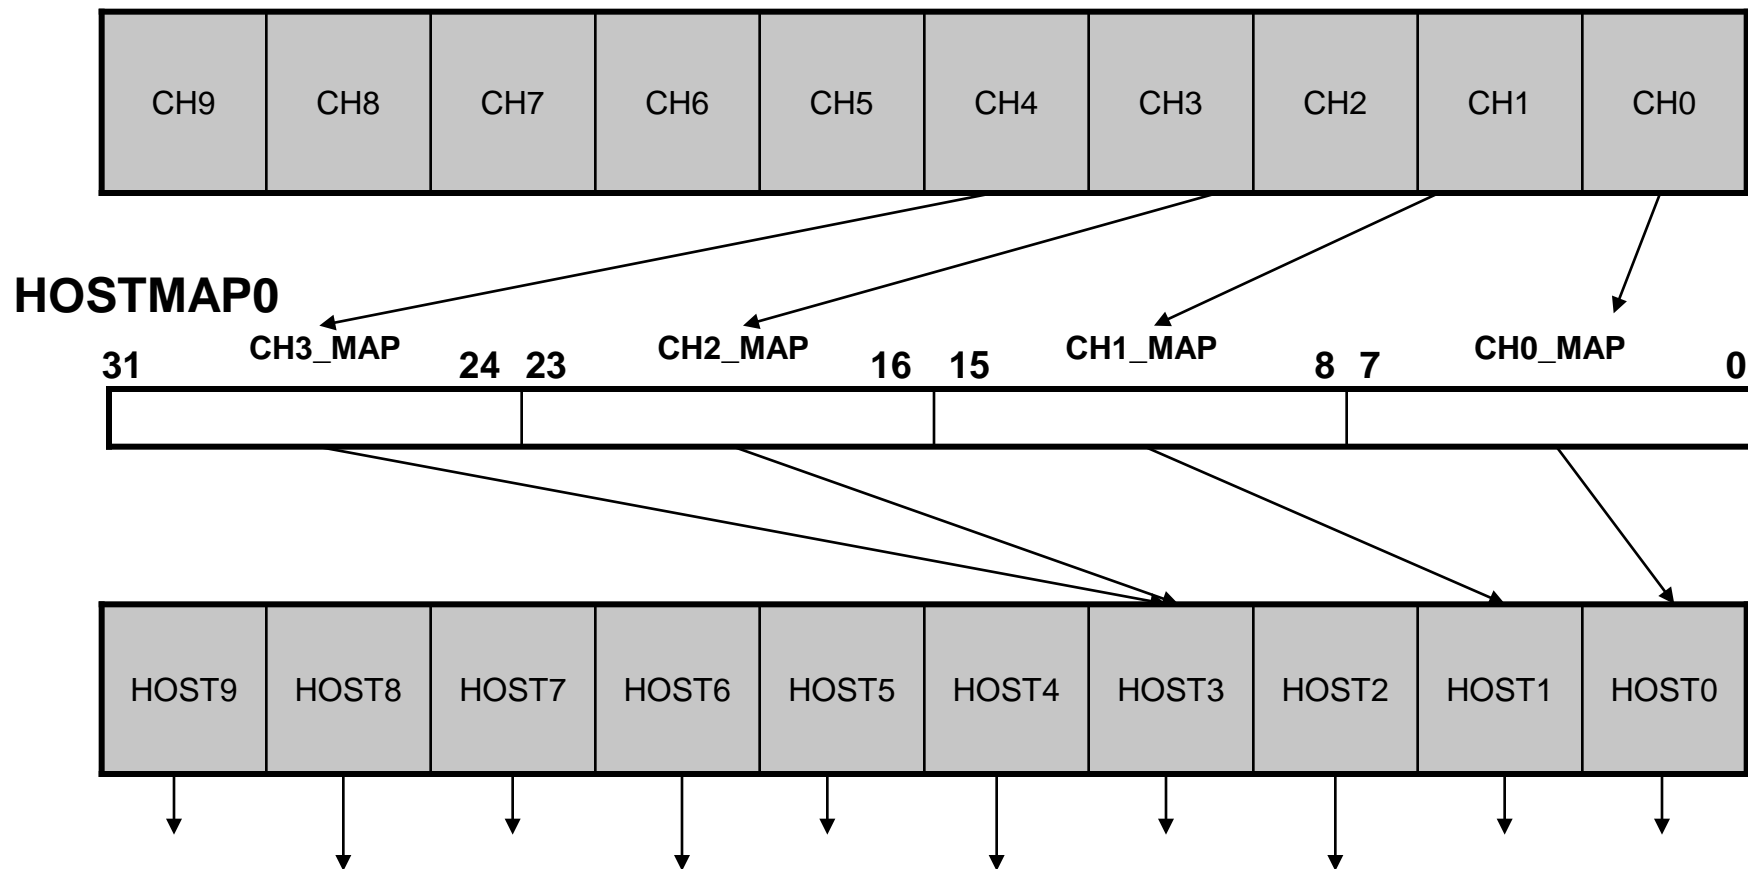 CH9 CH8 CH7 CH6 CH5 CH4 CH3 CH2 CH1 CH0
HOSTMAP0
CH3_MAP CH2_MAP CH1_MAP CH0_MAP
31 24 23 16 15 8 7 0
HOST9 HOST8 HOST7 HOST6 HOST5 HOST4 HOST3 HOST2 HOST1 HOST0